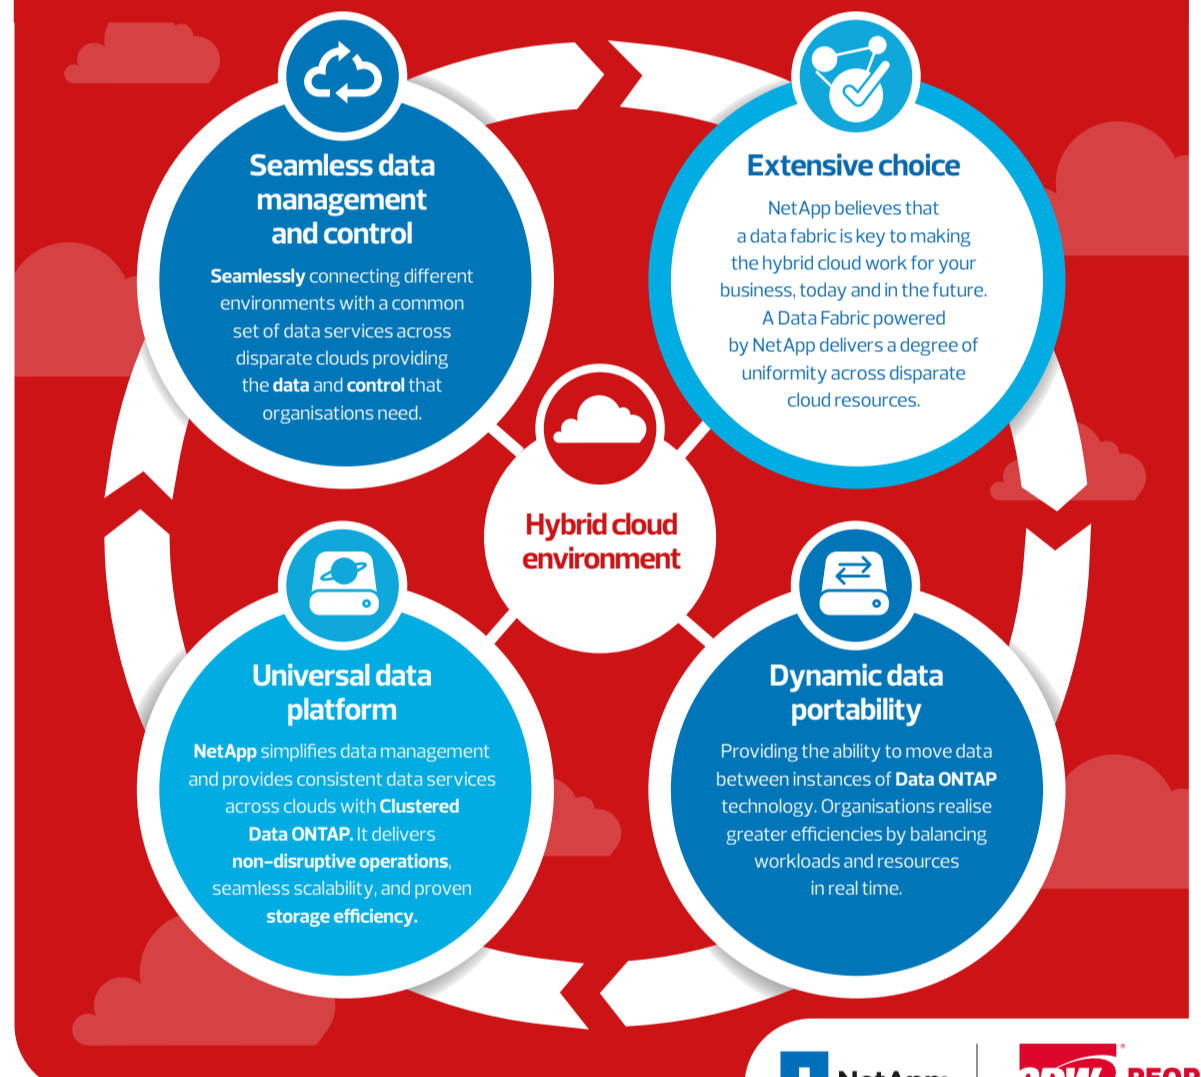 Seamless data
management
and control
Seamlessly connecting different
environments with a common
set of data services across
disparate clouds providing
the data and control that
organisations need.
Extensive choice
NetApp believes that
a data fabric is key to making
the hybrid cloud work for your
business, today and in the future.
A Data Fabric powered
by NetApp delivers a degree of
uniformity across disparate
cloud resources.
Hybrid cloud
environment
Universal data
platform
NetApp simplifies data management
and provides consistent data services
across clouds with Clustered
Data ONTAP. It delivers
non-disruptive operations,
seamless scalability, and proven
storage efficiency.
Dynamic data
portability
Providing the ability to move data
between instances of Data ONTAP
technology. Organisations realise
greater efficiencies by balancing
workloads and resources
in real time.
NetApp